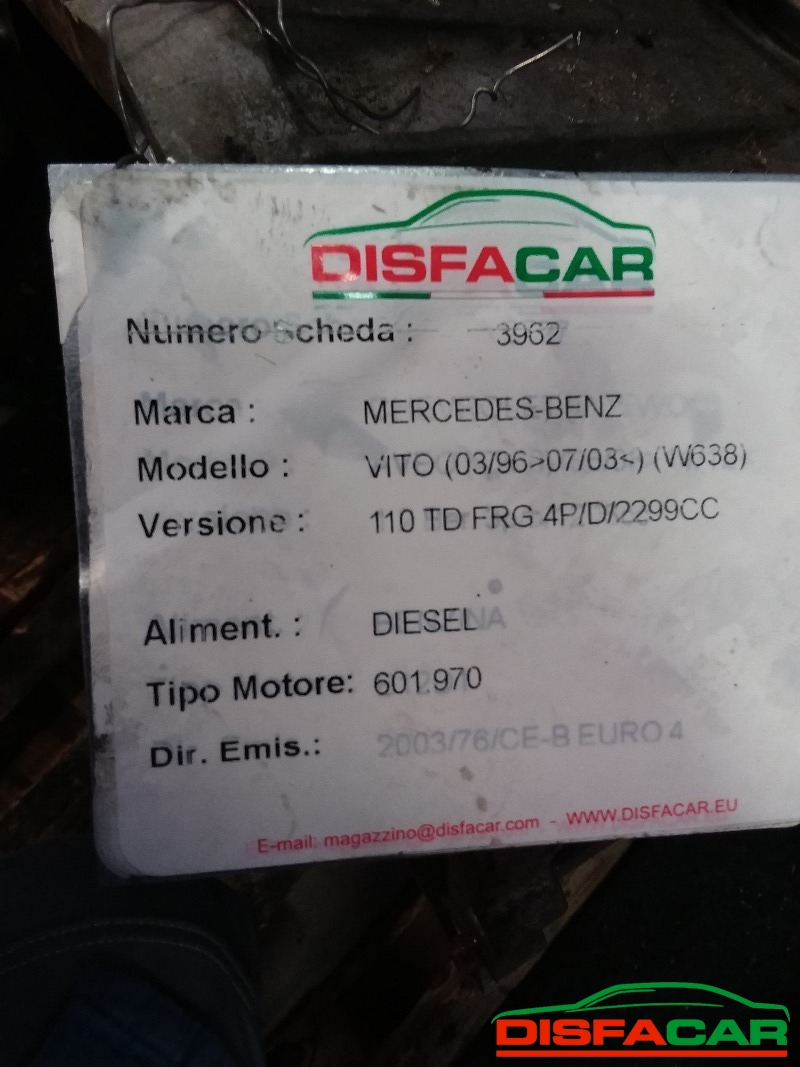 DISFACAR
Numero Scheda : 3962
Marca : MERCEDES-BENZ
Modello : VITO (03/96>07/03<) (W638)
Versione : 110 TD FRG 4P/D/2299CC
Aliment. : DIESEL
Tipo Motore: 601.970
Dir. Emis.: 2003/76/CE-B EURO 4
E-mail: magazzino@disfacar.com - WWW.DISFACAR.EU
DISFACAR